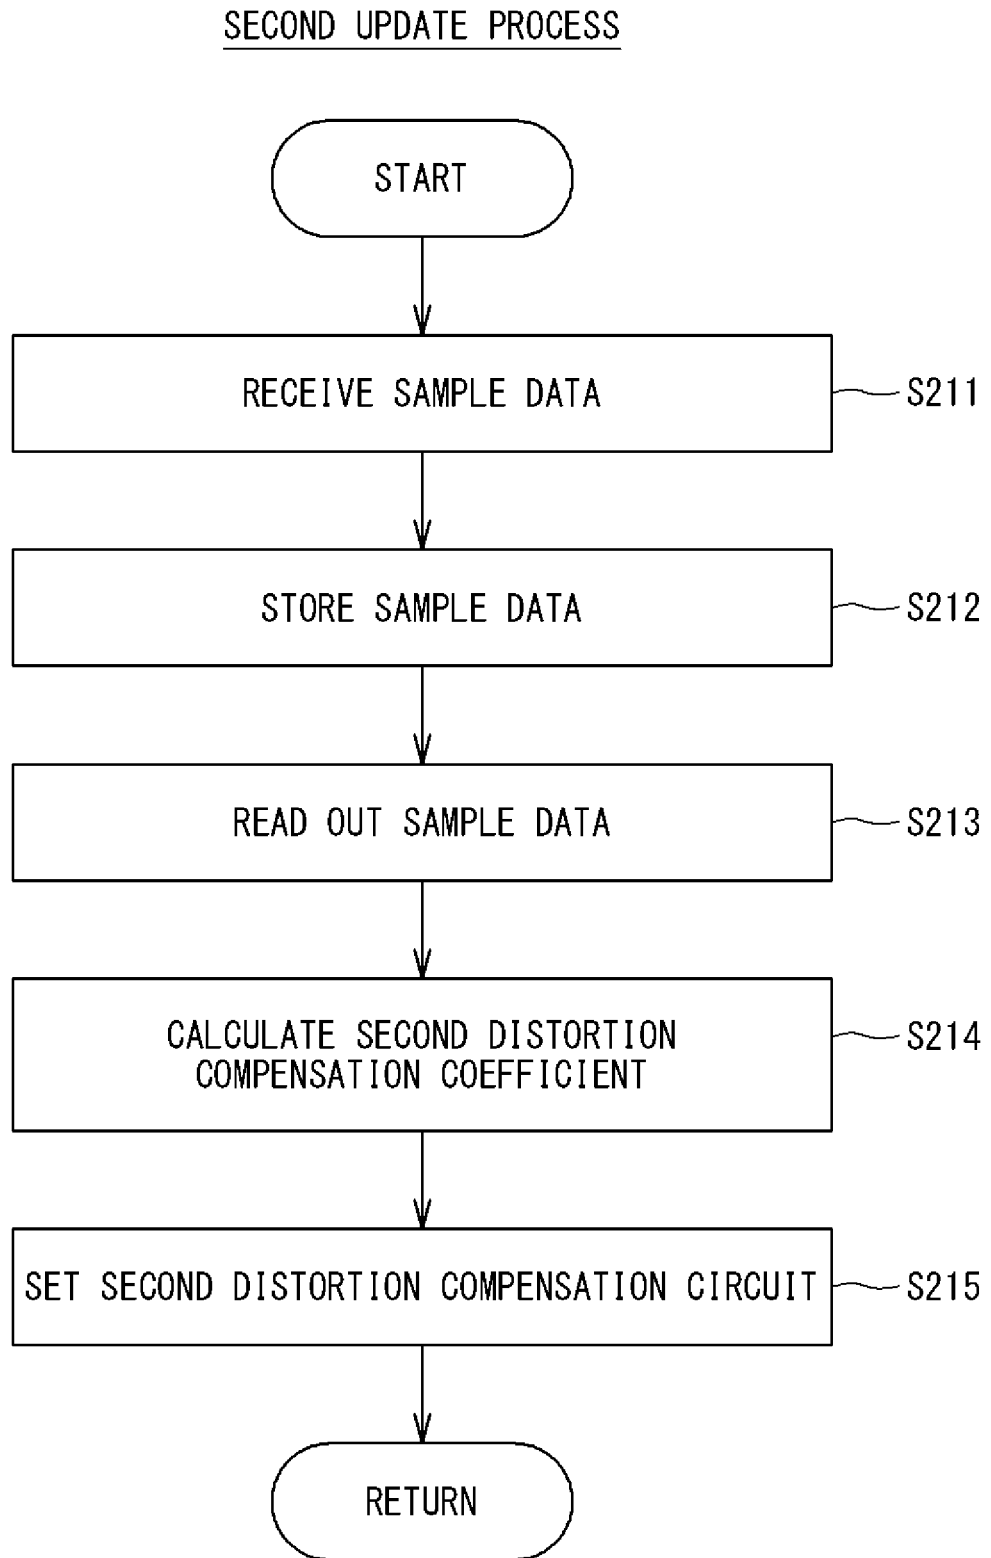 SECOND UPDATE PROCESS
START
RECEIVE SAMPLE DATA
S211
STORE SAMPLE DATA
S212
READ OUT SAMPLE DATA
S213
CALCULATE SECOND DISTORTION
COMPENSATION COEFFICIENT
S214
SET SECOND DISTORTION COMPENSATION CIRCUIT
S215
RETURN